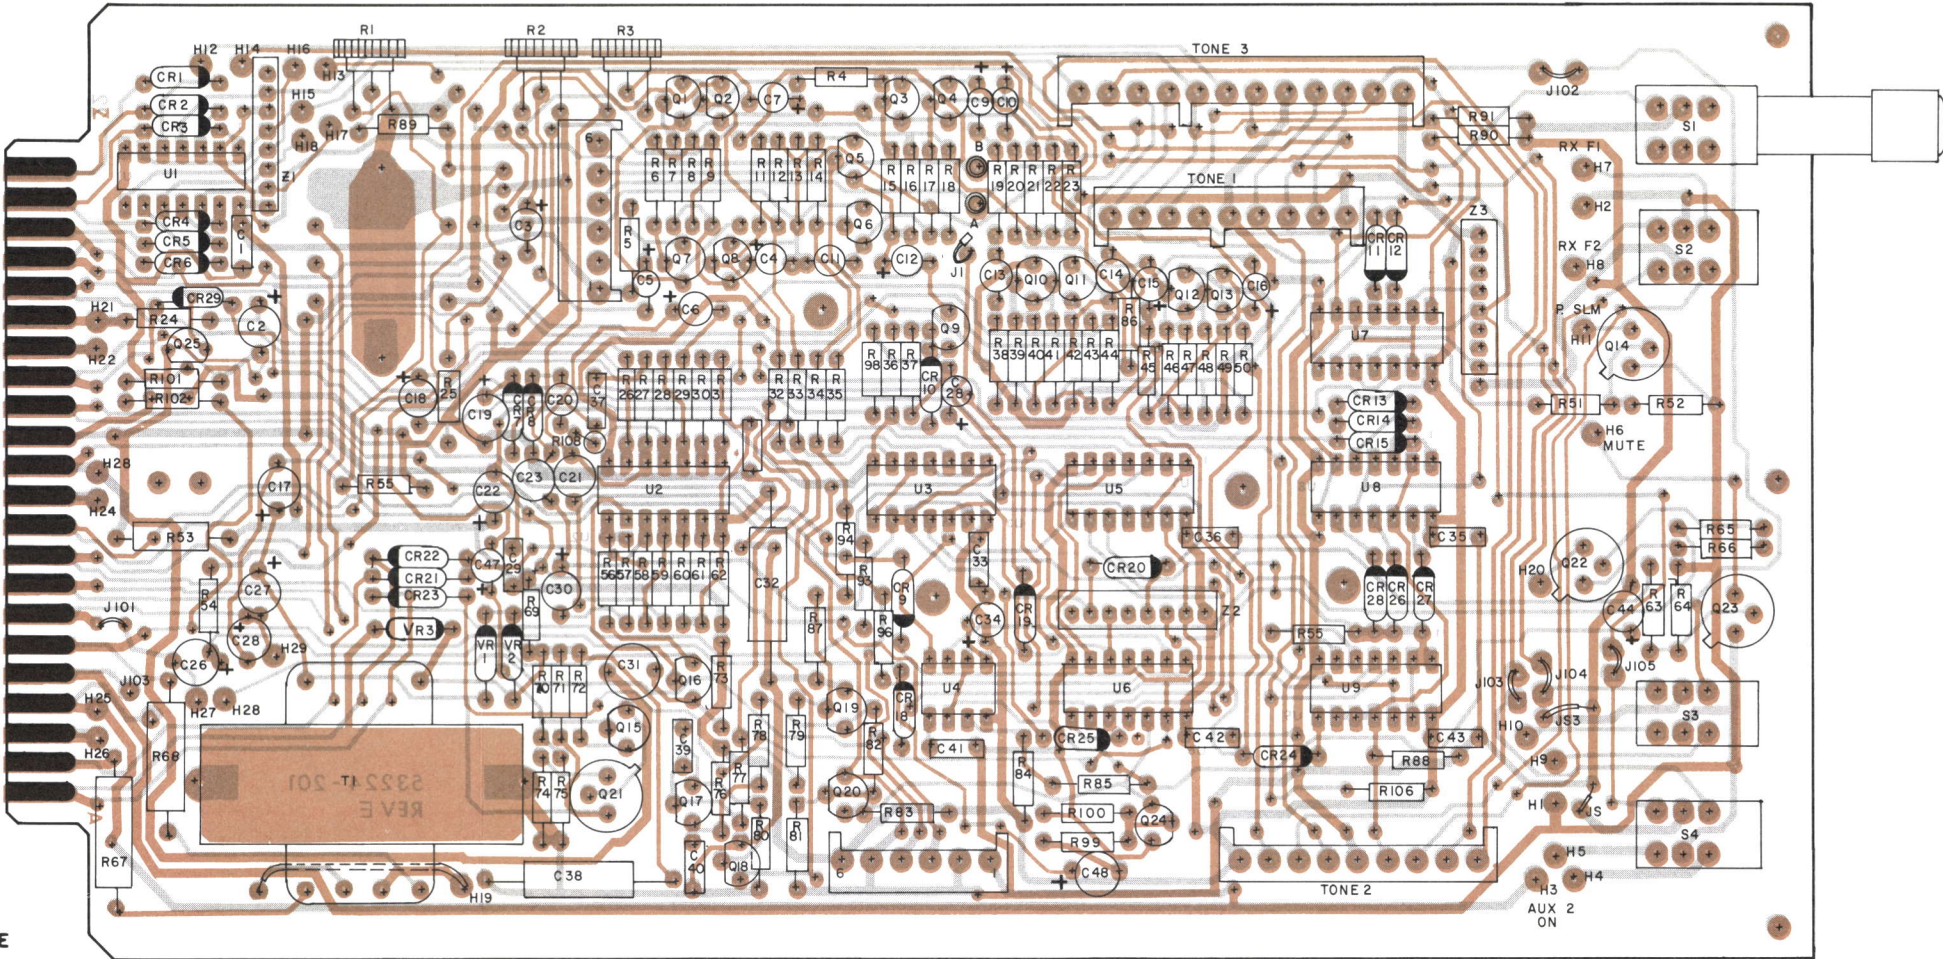 R1
R2
R3
TONE 3
H12
H14
H16
H13
CR1
CR2
CR3
H15
H17
H18
R89
U1
Z1
CR4
CR5
CR6
C1
C3
6
1
R5
Q1
Q2
C7
R4
Q3
Q4
C9
C10
J102
R91
R90
S1
R6
R7
R8
R9
R11
R12
R13
R14
Q5
R15
R16
R17
R18
B
A
J1
R19
R20
R21
R22
R23
TONE 1
RX F1
H7
H2
Z3
S2
RX F2
H8
CR11
CR12
Q6
Q7
Q8
C4
C11
C12
C5
C6
C13
Q10
Q11
C14
C15
Q12
Q13
C16
H21
CR29
R24
C2
Q25
H22
R101
R102
P. SLM
H11
Q14
U7
Q9
R86
R98
R36
R37
CR10
C28
R38
R39
R40
R41
R42
R43
R44
R45
R46
R47
R48
R49
R50
C18
R25
C19
CR7
CR8
C20
C37
R108
R26
R27
R28
R29
R30
R31
R32
R33
R34
R35
CR13
CR14
CR15
R51
R52
H6
MUTE
H28
H24
C17
R55
C22
C23
C21
U2
U3
U5
U8
R53
R54
C27
CR22
CR21
CR23
VR3
C47
C29
R69
C30
R56
R57
R58
R59
R60
R61
R62
C32
R94
R93
R96
R87
CR9
C33
C34
CR19
CR20
C36
C35
Z2
R55
CR28
CR26
CR27
R65
R66
H20
Q22
C44
R63
R64
Q23
J101
C28
H29
C26
J103
H25
H27
H28
H26
R68
R67
VR1
VR2
R70
R71
R72
C31
Q16
R73
Q15
C39
R78
R79
Q19
R82
CR18
U4
U6
U9
J103
J104
J105
JS3
H10
H9
S3
C41
CR25
C42
CR24
C43
R88
R84
R85
R106
T1
53224-201
REV E
A
R74
R75
Q21
Q17
R76
R77
R80
R81
Q20
R83
R100
R99
Q24
H1
JS
S4
C38
C40
Q18
6
1
C48
TONE 2
H5
H4
H3
AUX 2
ON
H19
E